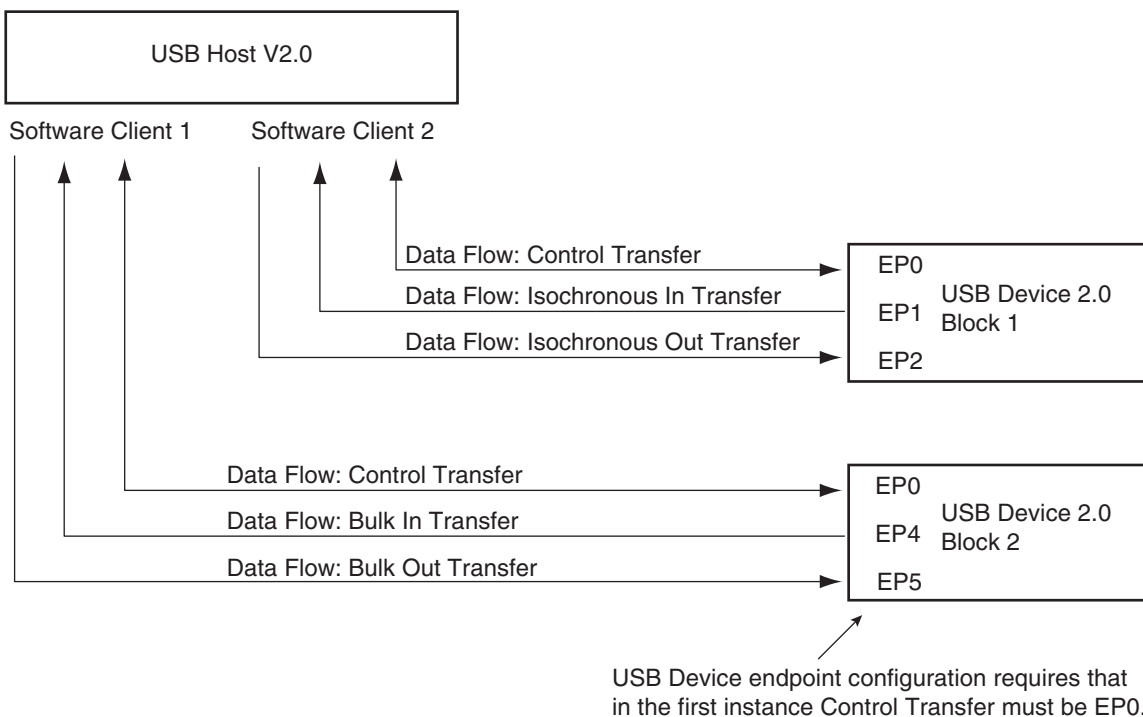 USB Host V2.0
Software Client 1
Software Client 2
Data Flow: Control Transfer
Data Flow: Isochronous In Transfer
Data Flow: Isochronous Out Transfer
EP0
EP1
EP2
USB Device 2.0
Block 1
Data Flow: Control Transfer
Data Flow: Bulk In Transfer
Data Flow: Bulk Out Transfer
EP0
EP4
EP5
USB Device 2.0
Block 2
USB Device endpoint configuration requires that
in the first instance Control Transfer must be EP0.